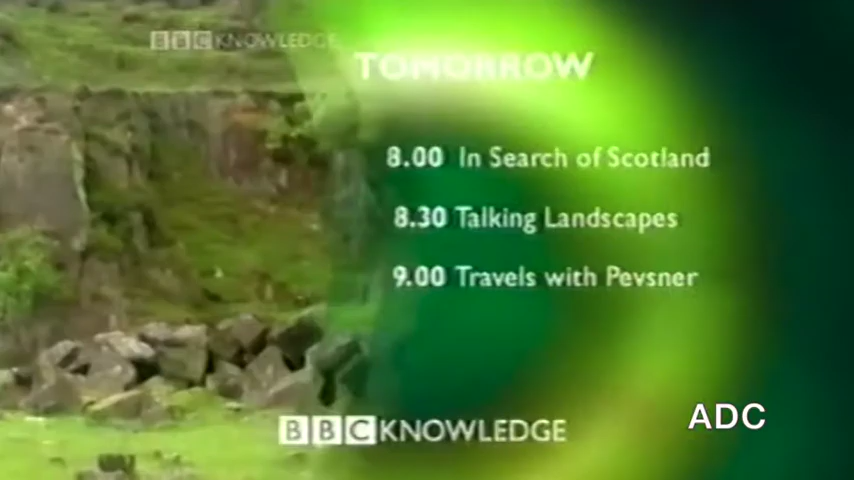 BBC KNOWLEDGE
TOMORROW
8.00 In Search of Scotland
8.30 Talking Landscapes
9.00 Travels with Pevsner
ADC
BBC KNOWLEDGE